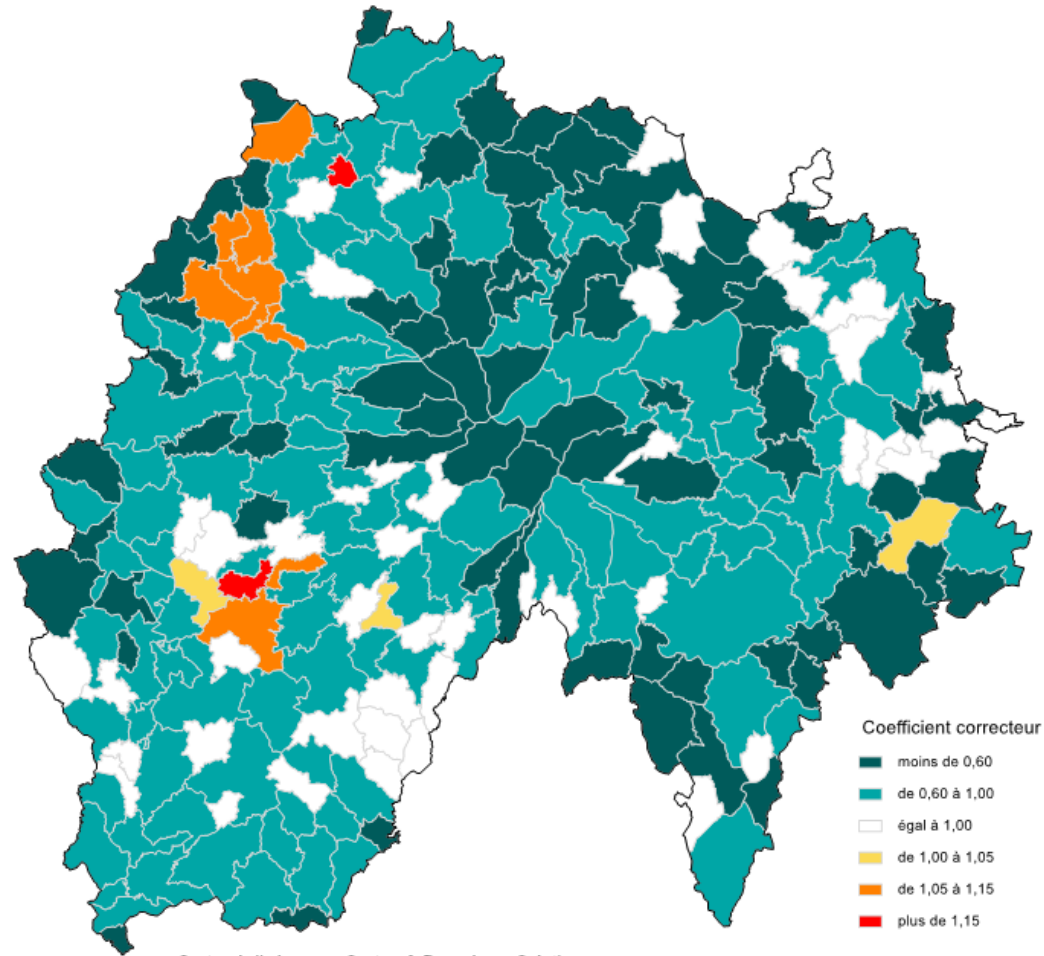 Coefficient correcteur
moins de 0,60
de 0,60 à 1,00
égal à 1,00
de 1,00 à 1,05
de 1,05 à 1,15
plus de 1,15